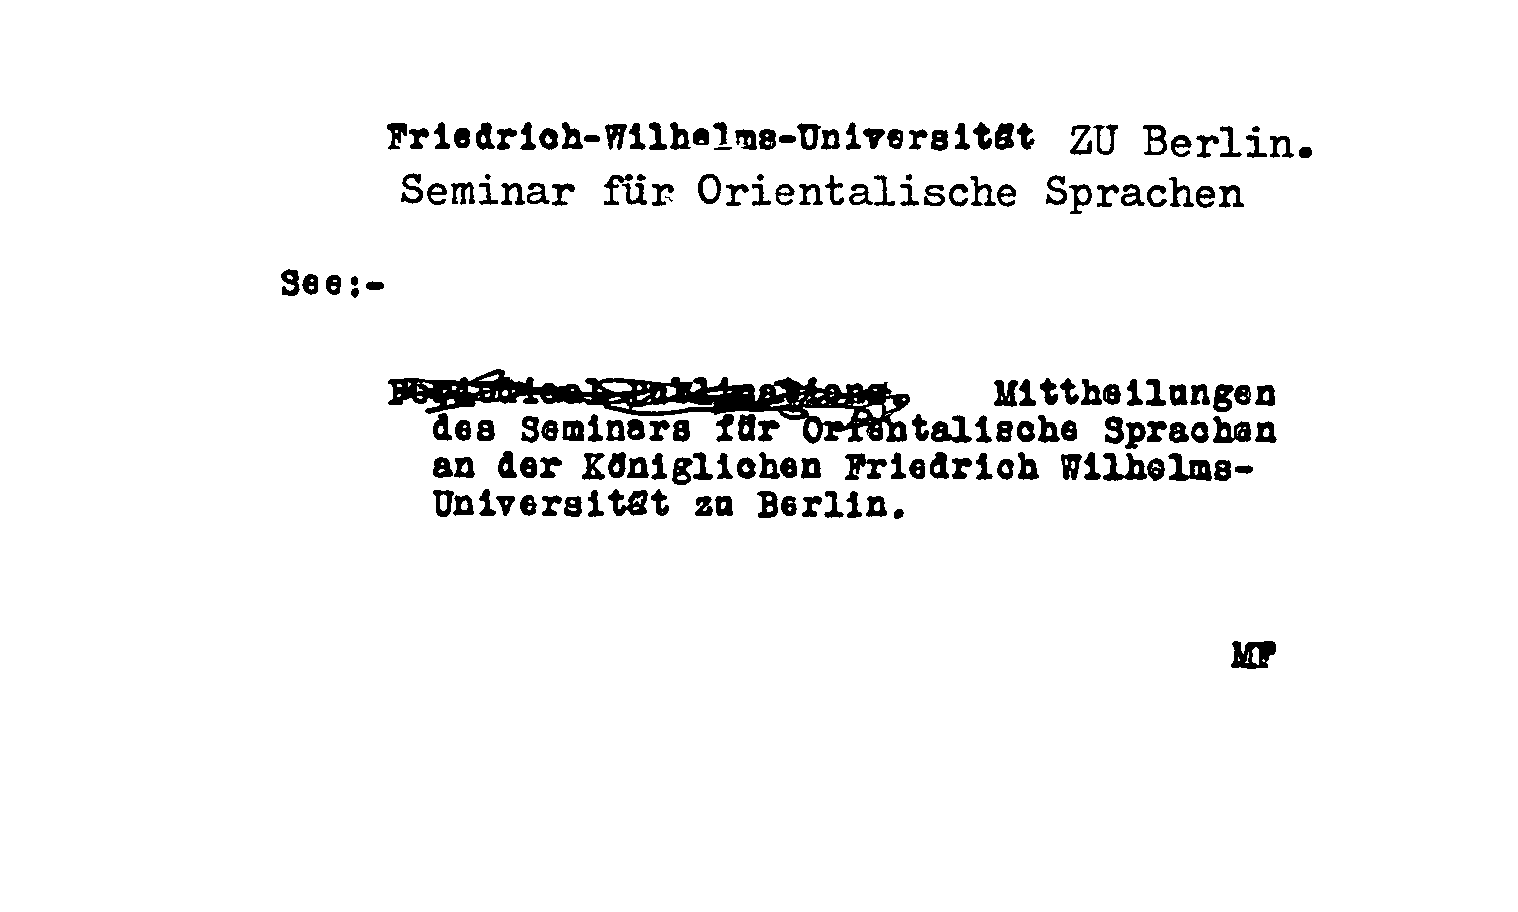 Friedrich-Wilhelms-Universität ZU Berlin.
Seminar für Orientalische Sprachen
See:-
Periodical Publications. Mittheilungen
des Seminars für Orientalische Sprachen
an der Königlichen Friedrich Wilhelms-
Universität zu Berlin.
MF